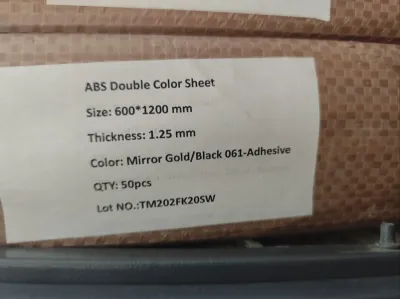 ABS Double Color Sheet
Size: 600*1200 mm
Thickness: 1.25 mm
Color: Mirror Gold/Black 061-Adhesive
QTY: 50pcs
Lot NO.:TM202FK20SW